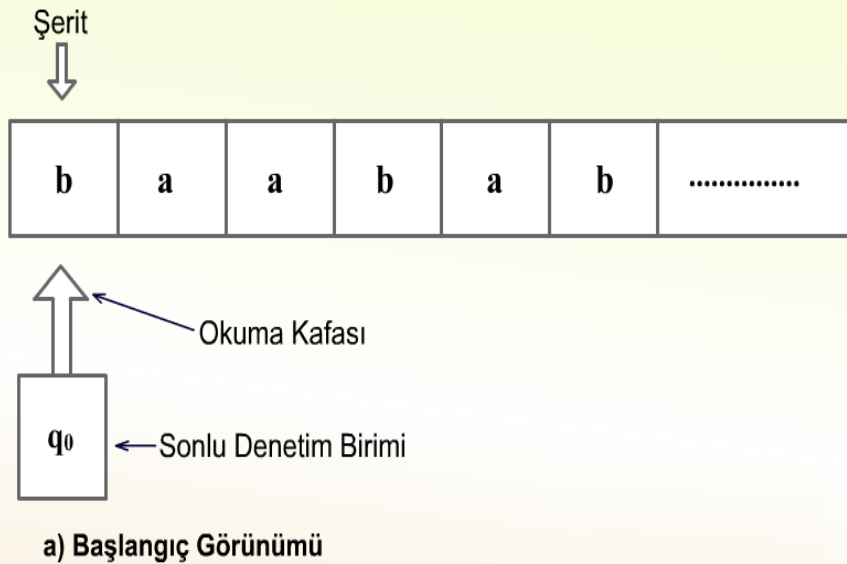 Şerit
b a a b a b ...............
Okuma Kafası
q0
Sonlu Denetim Birimi
a) Başlangıç Görünümü